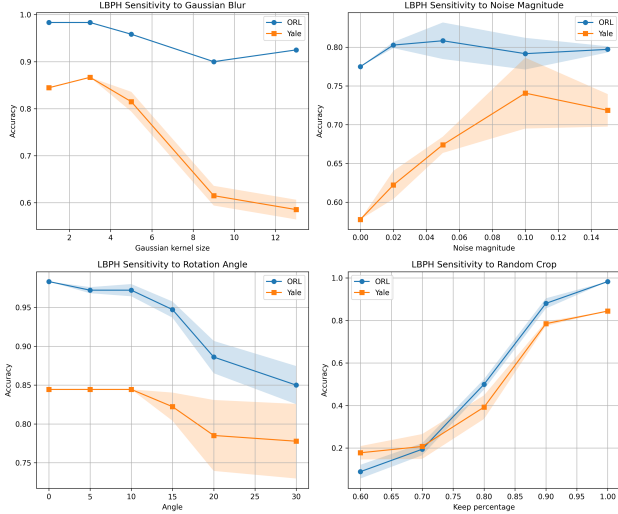 LBPH Sensitivity to Gaussian Blur
1.0
0.9
0.8
0.7
0.6
Accuracy
2
4
6
8
10
12
Gaussian kernel size
ORL
Yale
LBPH Sensitivity to Noise Magnitude
0.80
0.75
0.70
0.65
0.60
Accuracy
0.00
0.02
0.04
0.06
0.08
0.10
0.12
0.14
Noise magnitude
ORL
Yale
LBPH Sensitivity to Rotation Angle
0.95
0.90
0.85
0.80
0.75
Accuracy
0
5
10
15
20
25
30
Angle
ORL
Yale
LBPH Sensitivity to Random Crop
1.0
0.8
0.6
0.4
0.2
Accuracy
0.60
0.65
0.70
0.75
0.80
0.85
0.90
0.95
1.00
Keep percentage
ORL
Yale